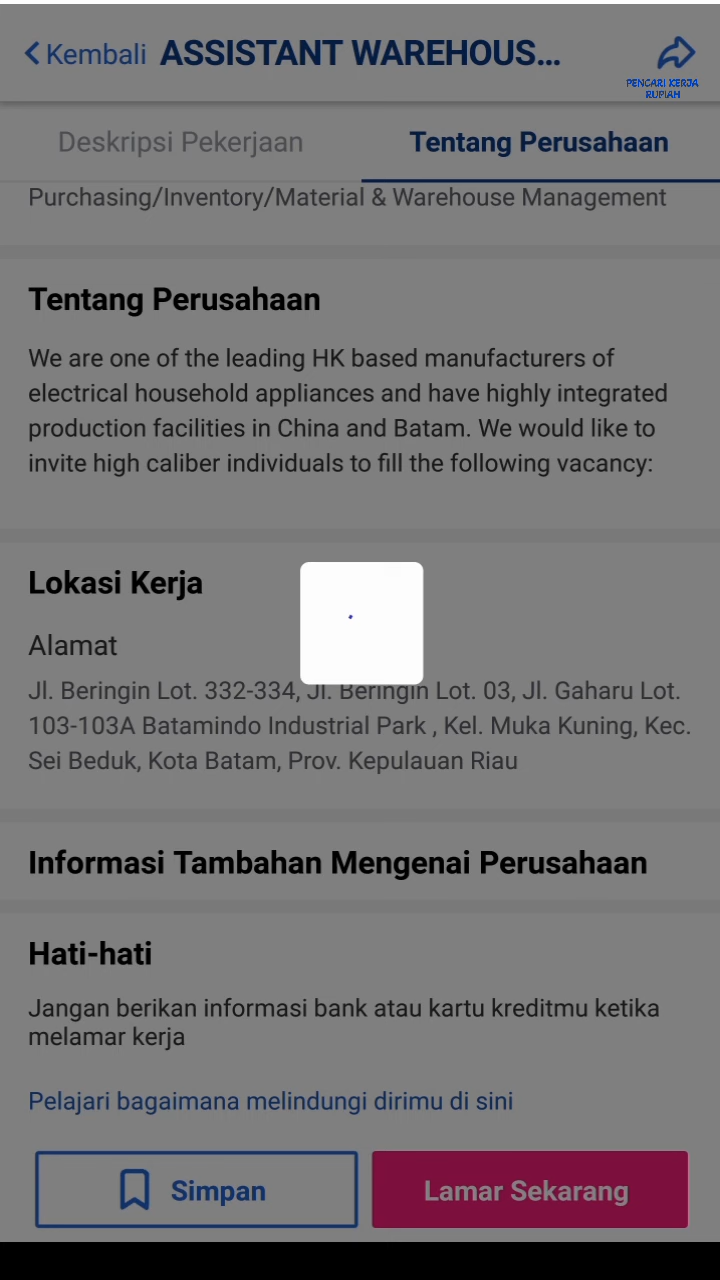 Kembali ASSISTANT WAREHOUS...
PENCARI KERJA
RUPIAH
Deskripsi Pekerjaan Tentang Perusahaan
Purchasing/Inventory/Material & Warehouse Management
Tentang Perusahaan
We are one of the leading HK based manufacturers of
electrical household appliances and have highly integrated
production facilities in China and Batam. We would like to
invite high caliber individuals to fill the following vacancy:
Lokasi Kerja
Alamat
Jl. Beringin Lot. 332-334, Jl. Beringin Lot. 03, Jl. Gaharu Lot.
103-103A Batamindo Industrial Park , Kel. Muka Kuning, Kec.
Sei Beduk, Kota Batam, Prov. Kepulauan Riau
Informasi Tambahan Mengenai Perusahaan
Hati-hati
Jangan berikan informasi bank atau kartu kreditmu ketika
melamar kerja
Pelajari bagaimana melindungi dirimu di sini
Simpan Lamar Sekarang